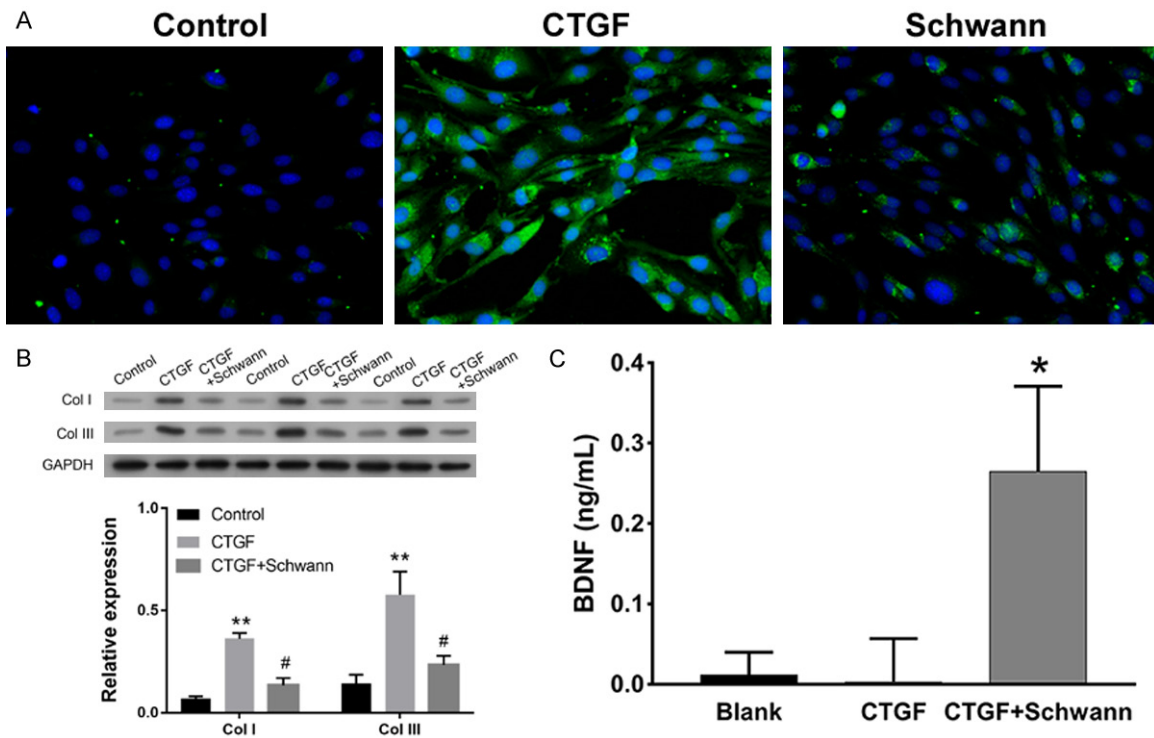 A
Control
CTGF
Schwann
B
Control
CTGF
CTGF
+Schwann
Control
CTGF
CTGF
+Schwann
Control
CTGF
CTGF
+Schwann
Col I
Col III
GAPDH
1.0
0.5
0.0
Relative expression
Control
CTGF
CTGF+Schwann
**
#
**
#
Col I
Col III
C
0.4
0.3
0.2
0.1
0.0
BDNF (ng/mL)
*
Blank
CTGF
CTGF+Schwann